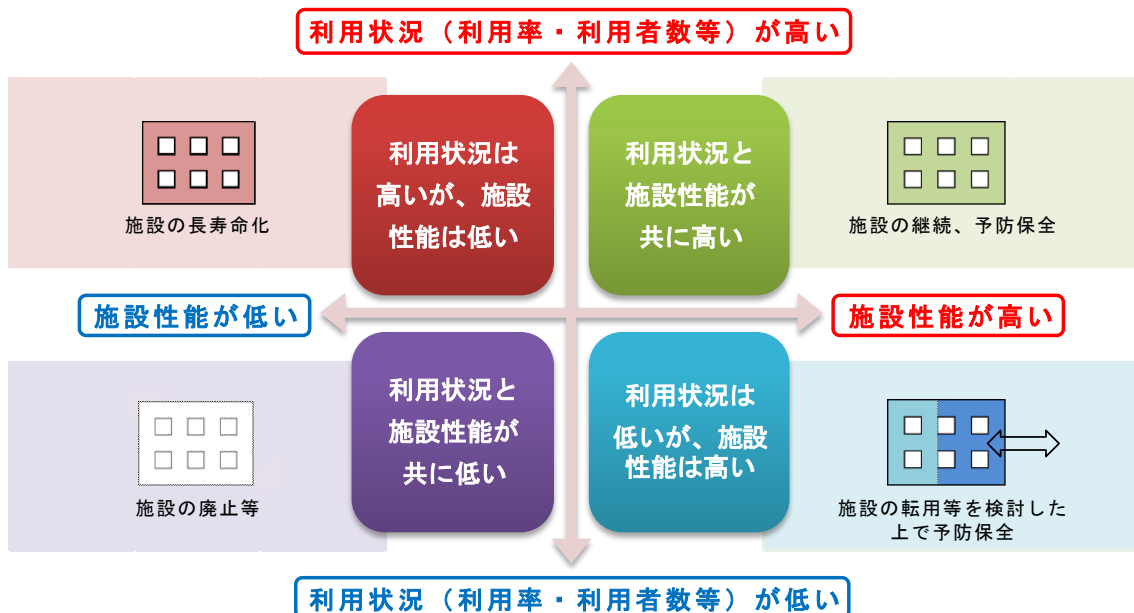 利用状況（利用率・利用者数等）が高い
利用状況は
高いが、施設
性能は低い
利用状況と
施設性能が
共に高い
施設の長寿命化
施設の継続、予防保全
施設性能が低い
施設性能が高い
利用状況と
施設性能が
共に低い
利用状況は
低いが、施設
性能は高い
施設の廃止等
施設の転用等を検討した
上で予防保全
利用状況（利用率・利用者数等）が低い